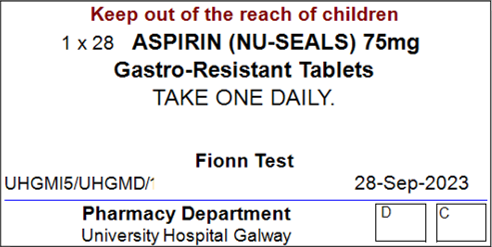 Keep out of the reach of children
1 x 28 ASPIRIN (NU-SEALS) 75mg
Gastro-Resistant Tablets
TAKE ONE DAILY.
Fionn Test
UHGMI5/UHGMD/ 28-Sep-2023
Pharmacy Department D C
University Hospital Galway